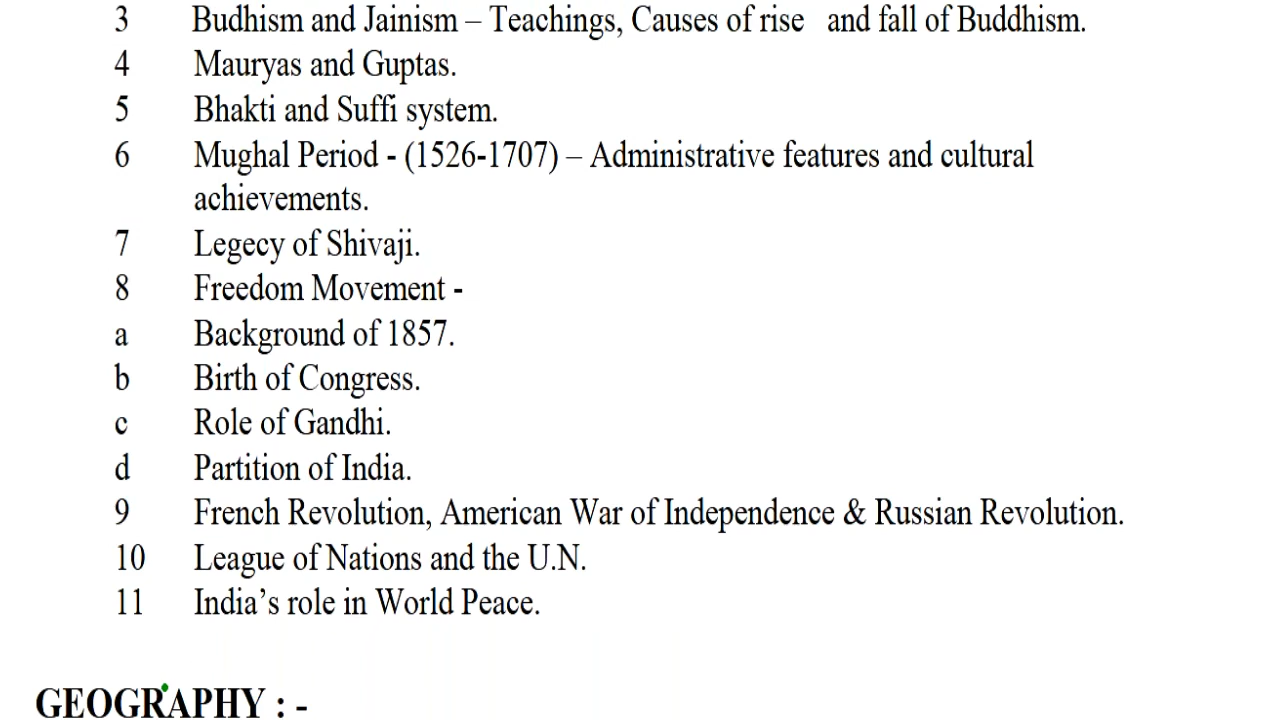 3 Budhism and Jainism – Teachings, Causes of rise and fall of Buddhism.
4 Mauryas and Guptas.
5 Bhakti and Suffi system.
6 Mughal Period - (1526-1707) – Administrative features and cultural
achievements.
7 Legecy of Shivaji.
8 Freedom Movement -
a Background of 1857.
b Birth of Congress.
c Role of Gandhi.
d Partition of India.
9 French Revolution, American War of Independence & Russian Revolution.
10 League of Nations and the U.N.
11 India’s role in World Peace.
GEOGRAPHY : -